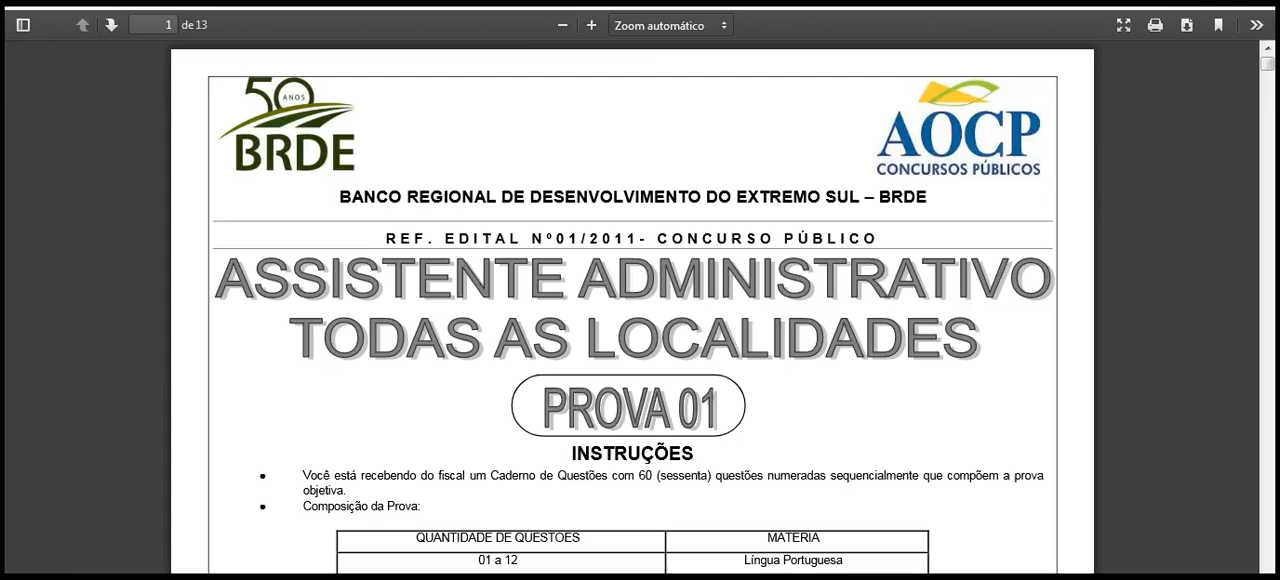 1 de 13
Zoom automático
50
ANOS
BRDE
AOCP
CONCURSOS PÚBLICOS
BANCO REGIONAL DE DESENVOLVIMENTO DO EXTREMO SUL – BRDE
REF. EDITAL Nº01/2011- CONCURSO PÚBLICO
ASSISTENTE ADMINISTRATIVO
TODAS AS LOCALIDADES
PROVA 01
INSTRUÇÕES
• Você está recebendo do fiscal um Caderno de Questões com 60 (sessenta) questões numeradas sequencialmente que compõem a prova
objetiva.
• Composição da Prova:
QUANTIDADE DE QUESTOES MATERIA
01 a 12 Língua Portuguesa